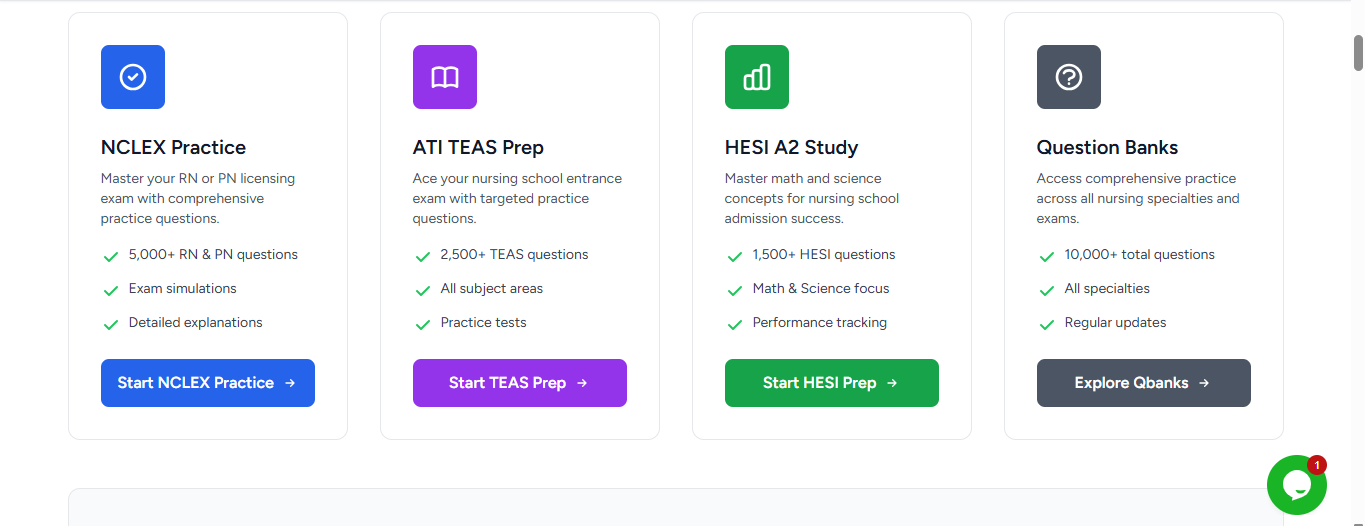 NCLEX Practice
Master your RN or PN licensing
exam with comprehensive
practice questions.
5,000+ RN & PN questions
Exam simulations
Detailed explanations
Start NCLEX Practice →
ATI TEAS Prep
Ace your nursing school entrance
exam with targeted practice
questions.
2,500+ TEAS questions
All subject areas
Practice tests
Start TEAS Prep →
HESI A2 Study
Master math and science
concepts for nursing school
admission success.
1,500+ HESI questions
Math & Science focus
Performance tracking
Start HESI Prep →
Question Banks
Access comprehensive practice
across all nursing specialties and
exams.
10,000+ total questions
All specialties
Regular updates
Explore Qbanks →
1